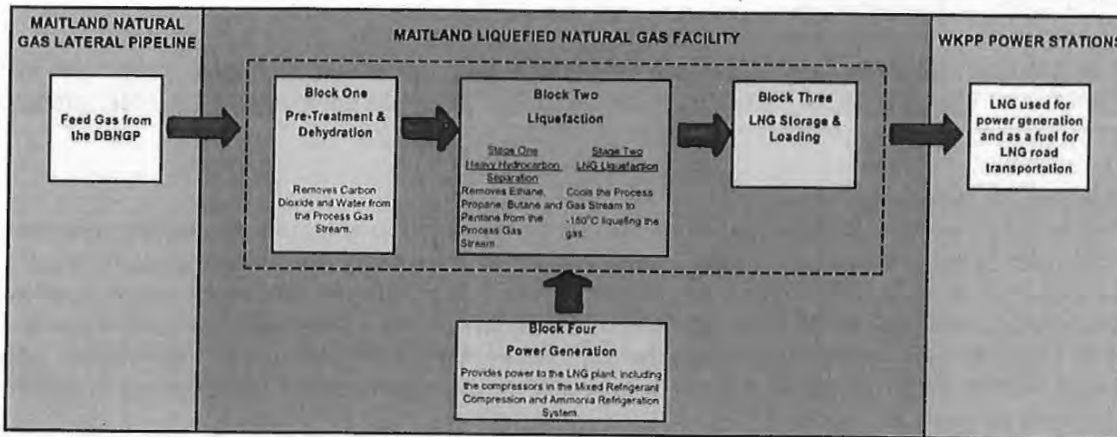 MAITLAND NATURAL
GAS LATERAL PIPELINE
Feed Gas from
the DBNGP
MAITLAND LIQUEFIED NATURAL GAS FACILITY
Block One
Pre-Treatment &
Dehydration
Removes Carbon
Dioxide and Water from
the Process Gas
Stream.
Block Two
Liquefaction
Stage One
Heavy Hydrocarbon
Separation
Removes Ethane,
Propane, Butane and
Pentane from the
Process Gas
Stream
Stage Two
LNG Liquefaction
Cools the Process
Gas Stream to
-150°C liquefing the
gas.
Block Three
LNG Storage &
Loading
Block Four
Power Generation
Provides power to the LNG plant, including
the compressors in the Mixed Refrigerant
Compression and Ammonia Refrigeration
System.
WKPP POWER STATIONS
LNG used for
power generation
and as a fuel for
LNG road
transportation